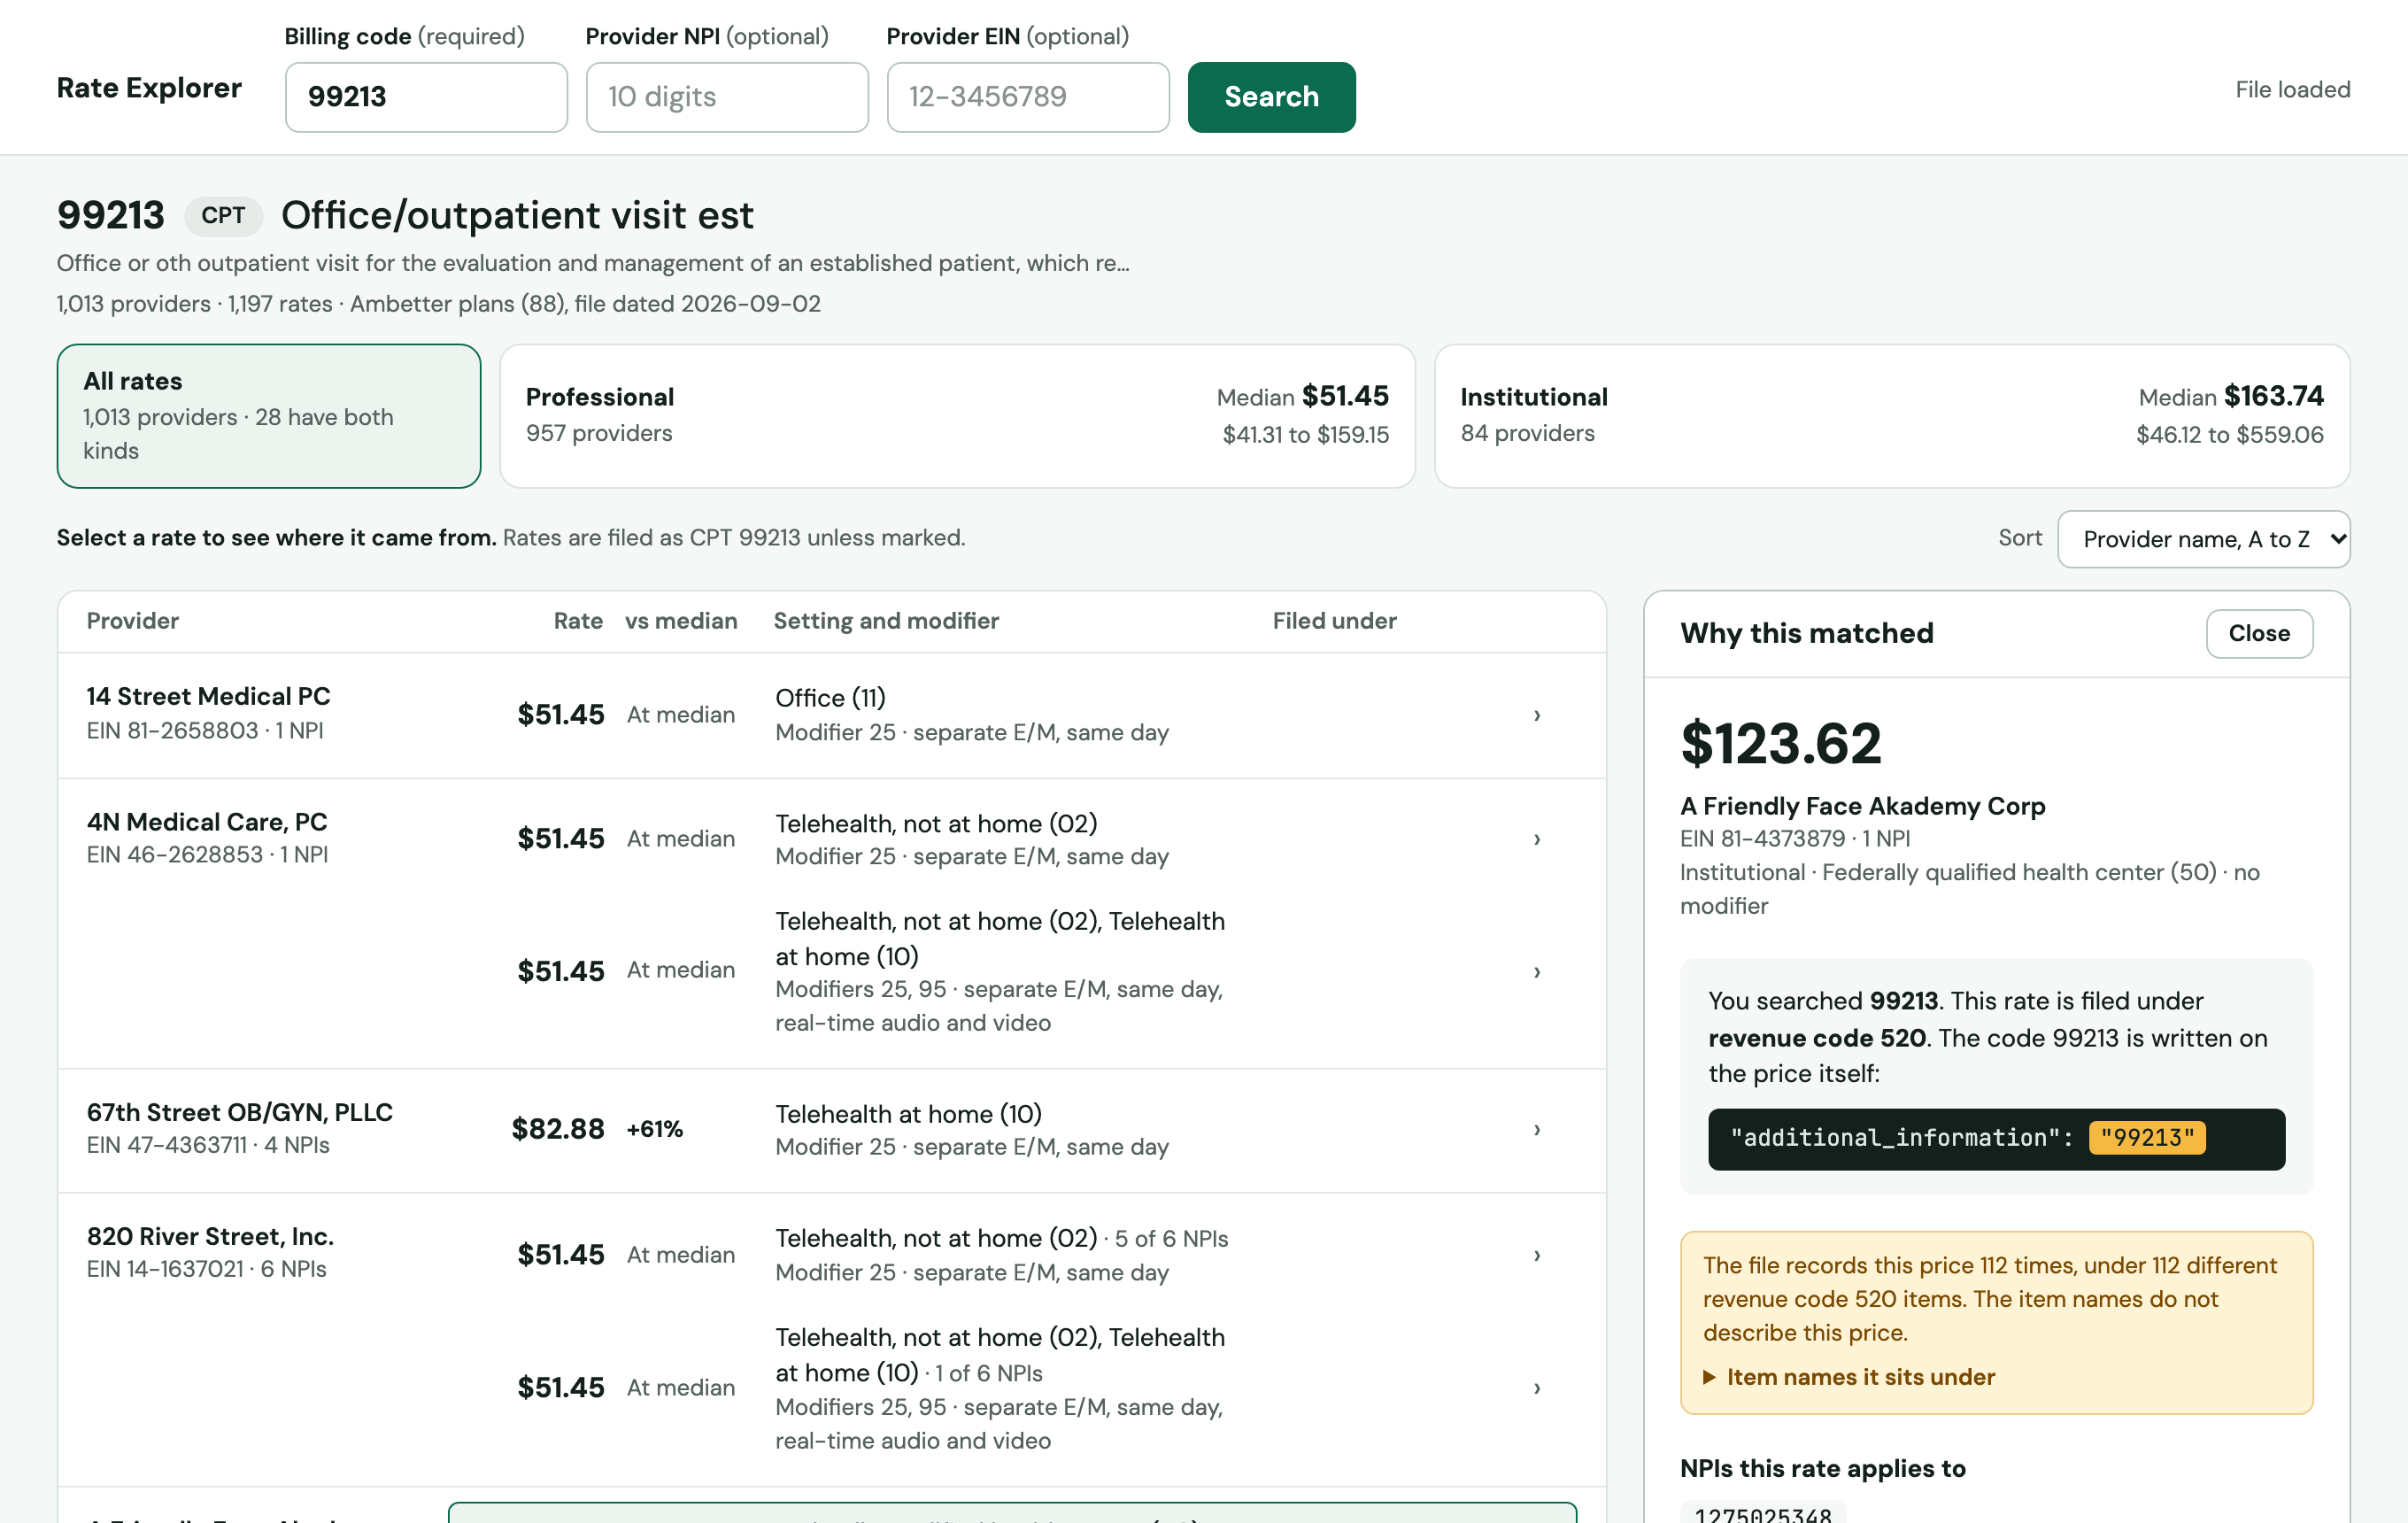 Rate Explorer
Billing code (required)
99213
Provider NPI (optional)
10 digits
Provider EIN (optional)
12-3456789
Search
File loaded
99213 CPT Office/outpatient visit est
Office or oth outpatient visit for the evaluation and management of an established patient, which re...
1,013 providers · 1,197 rates · Ambetter plans (88), file dated 2026-09-02
All rates
1,013 providers · 28 have both
kinds
Professional
957 providers
Median $51.45
$41.31 to $159.15
Institutional
84 providers
Median $163.74
$46.12 to $559.06
Select a rate to see where it came from. Rates are filed as CPT 99213 unless marked.
Sort
Provider name, A to Z
Provider Rate vs median Setting and modifier Filed under
14 Street Medical PC
EIN 81-2658803 · 1 NPI
$51.45 At median
Office (11)
Modifier 25 · separate E/M, same day
›
4N Medical Care, PC
EIN 46-2628853 · 1 NPI
$51.45 At median
Telehealth, not at home (02)
Modifier 25 · separate E/M, same day
›
$51.45 At median
Telehealth, not at home (02), Telehealth
at home (10)
Modifiers 25, 95 · separate E/M, same day,
real-time audio and video
›
67th Street OB/GYN, PLLC
EIN 47-4363711 · 4 NPIs
$82.88 +61%
Telehealth at home (10)
Modifier 25 · separate E/M, same day
›
820 River Street, Inc.
EIN 14-1637021 · 6 NPIs
$51.45 At median
Telehealth, not at home (02) · 5 of 6 NPIs
Modifier 25 · separate E/M, same day
›
$51.45 At median
Telehealth, not at home (02), Telehealth
at home (10) · 1 of 6 NPIs
Modifiers 25, 95 · separate E/M, same day,
real-time audio and video
›
Why this matched
Close
$123.62
A Friendly Face Akademy Corp
EIN 81-4373879 · 1 NPI
Institutional · Federally qualified health center (50) · no
modifier
You searched 99213. This rate is filed under
revenue code 520. The code 99213 is written on
the price itself:
"additional_information": "99213"
The file records this price 112 times, under 112 different
revenue code 520 items. The item names do not
describe this price.
▶ Item names it sits under
NPIs this rate applies to
1275025348